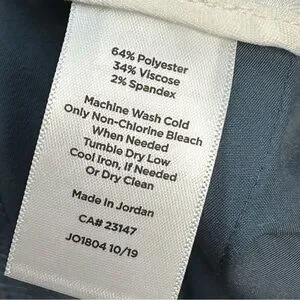 64% Polyester
34% Viscose
2% Spandex
Machine Wash Cold
Only Non-Chlorine Bleach
When Needed
Tumble Dry Low
Cool Iron, If Needed
Or Dry Clean
Made in Jordan
CA# 23147
JO1804 10/19